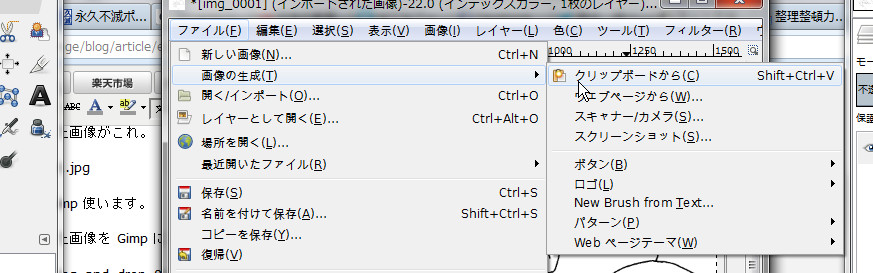 *[img_0001] (インポートされた画像)-22.0 (インデックスカラー, 1枚のレイヤー)...
ファイル(F) 編集(E) 選択(S) 表示(V) 画像(I) レイヤー(L) 色(C) ツール(T) フィルター(R)
新しい画像(N)... Ctrl+N
画像の生成(T)
開く/インポート(O)... Ctrl+O
レイヤーとして開く(E)... Ctrl+Alt+O
場所を開く(L)...
最近開いたファイル(R)
保存(S) Ctrl+S
名前を付けて保存(A)... Shift+Ctrl+S
コピーを保存(Y)...
復帰(V)
クリップボードから(C) Shift+Ctrl+V
ェブページから(W)...
スキャナー/カメラ(S)...
スクリーンショット(S)...
ボタン(B)
ロゴ(L)
New Brush from Text...
パターン(P)
Web ページテーマ(W)
1000 1250 1500
永久不滅ポ...
age/blog/article/e
楽天市場
ABC A
画像がこれ。
.jpg
mp 使います。
画像を Gimp に
整理整頓カ...
モー
不透
保護